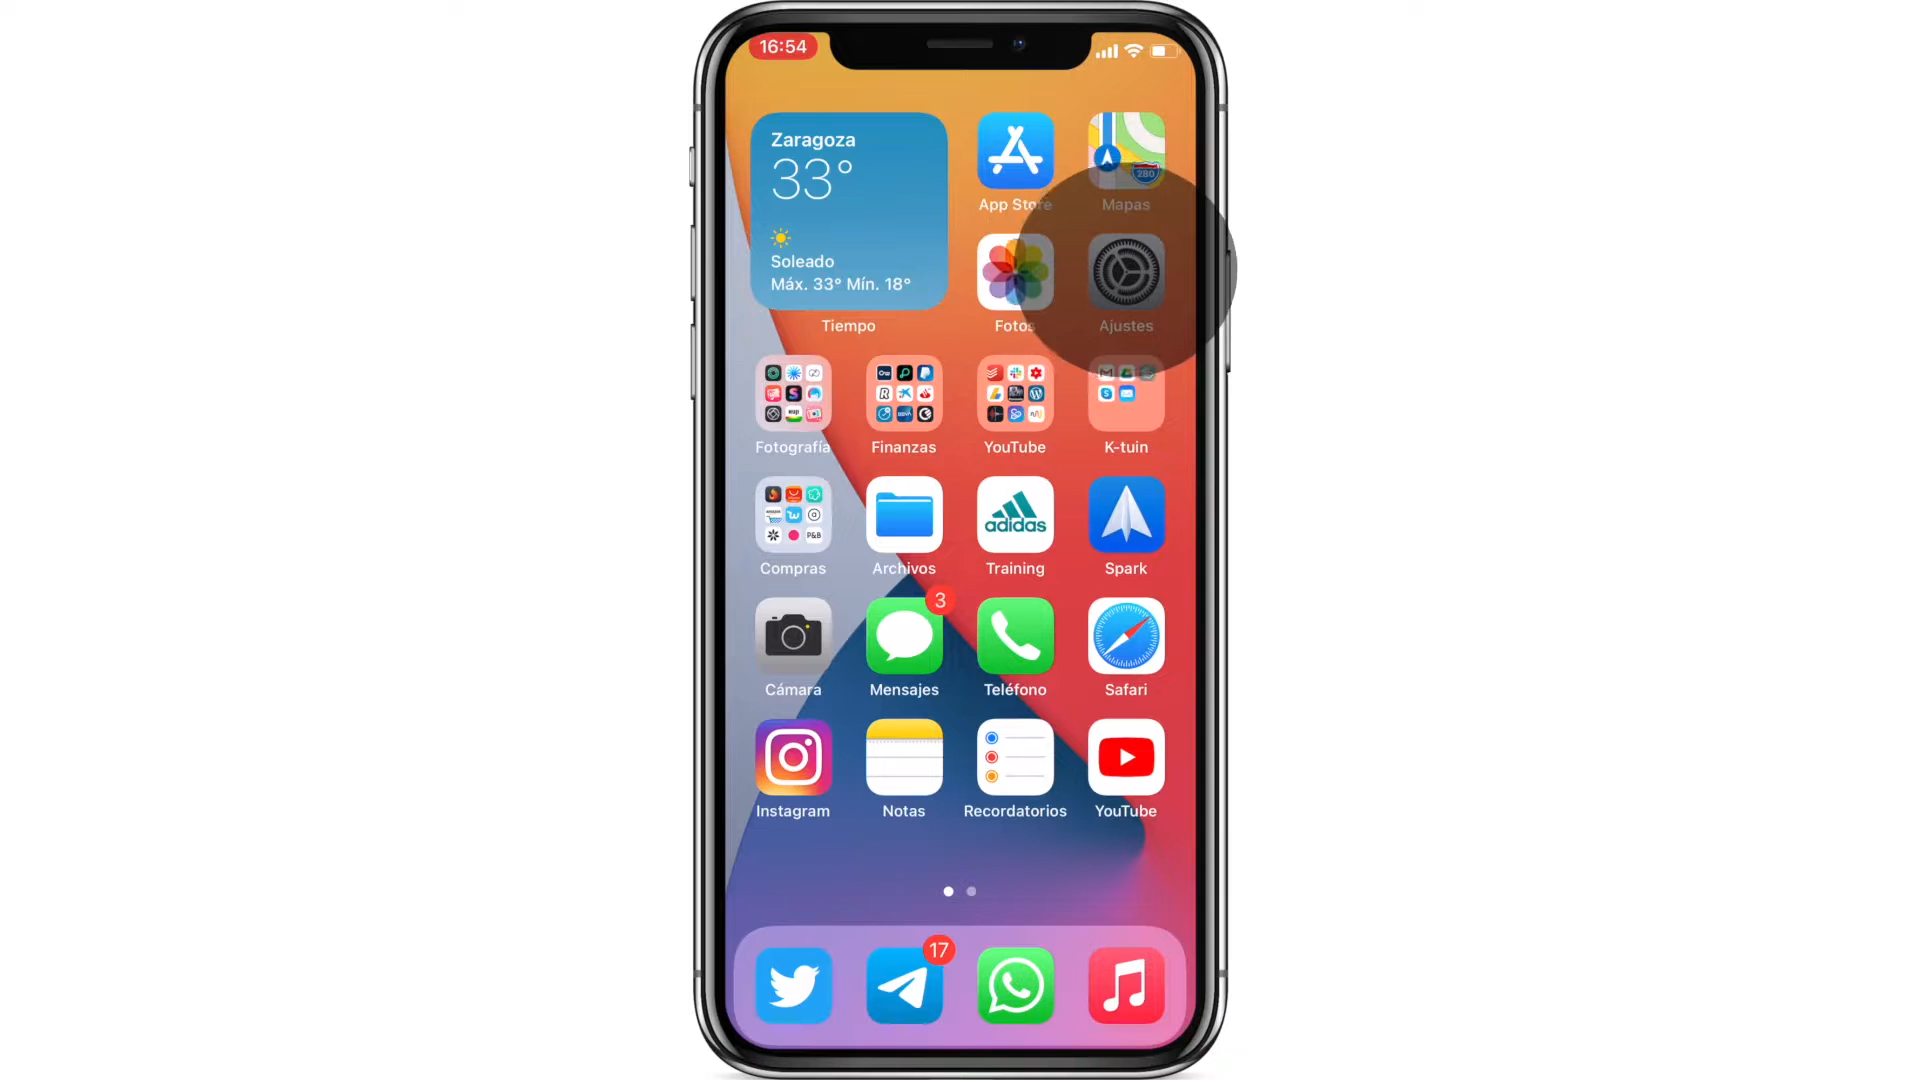 16:54
Zaragoza
33°
Soleado
Máx. 33° Mín. 18°
Tiempo
App Store
280
Mapas
Fotos
Ajustes
Fotografía
Finanzas
YouTube
K-tuin
P&B
adidas
Compras
Archivos
Training
Spark
3
Cámara
Mensajes
Teléfono
Safari
Instagram
Notas
Recordatorios
YouTube
17